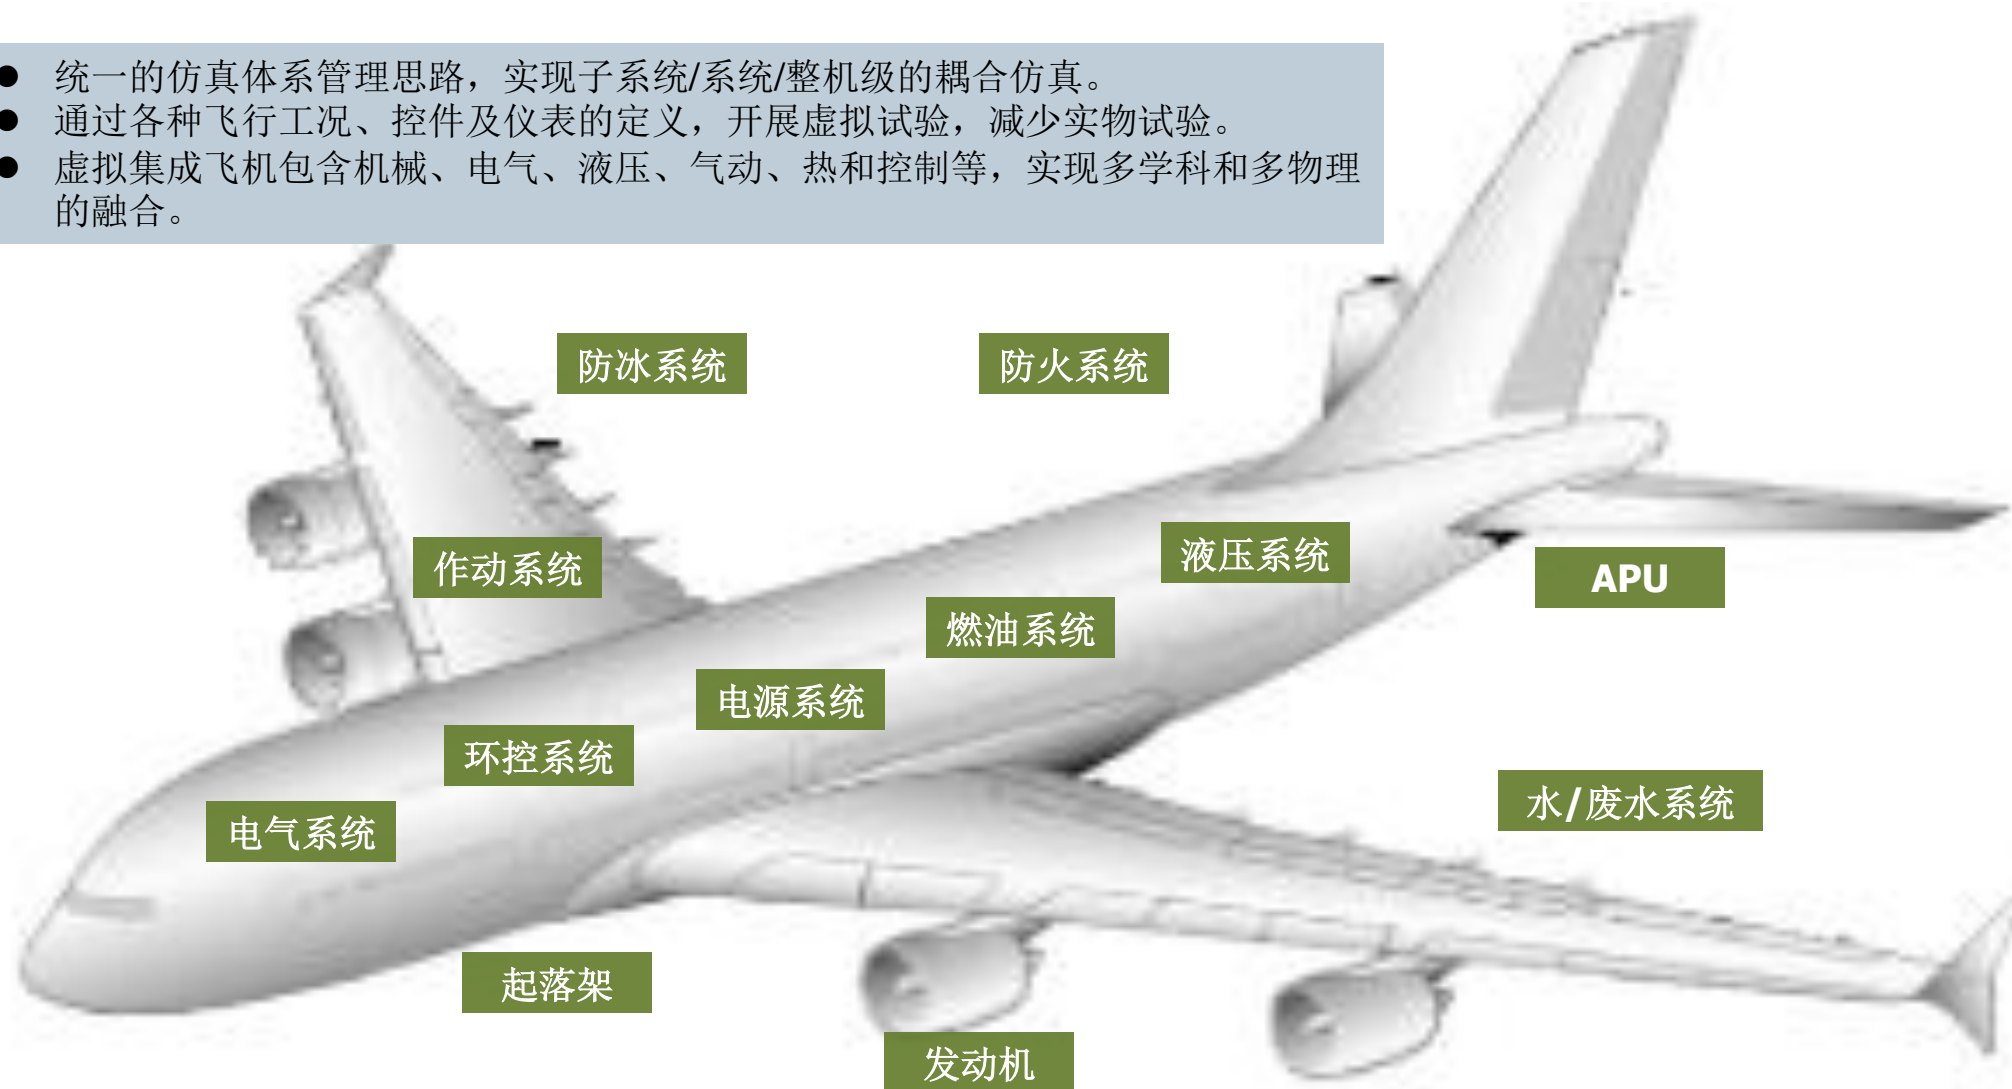 ● 统一的仿真体系管理思路，实现子系统/系统/整机级的耦合仿真。
● 通过各种飞行工况、控件及仪表的定义，开展虚拟试验，减少实物试验。
● 虚拟集成飞机包含机械、电气、液压、气动、热和控制等，实现多学科和多物理
的融合。
防冰系统
防火系统
作动系统
液压系统
APU
燃油系统
电源系统
环控系统
水/废水系统
电气系统
起落架
发动机